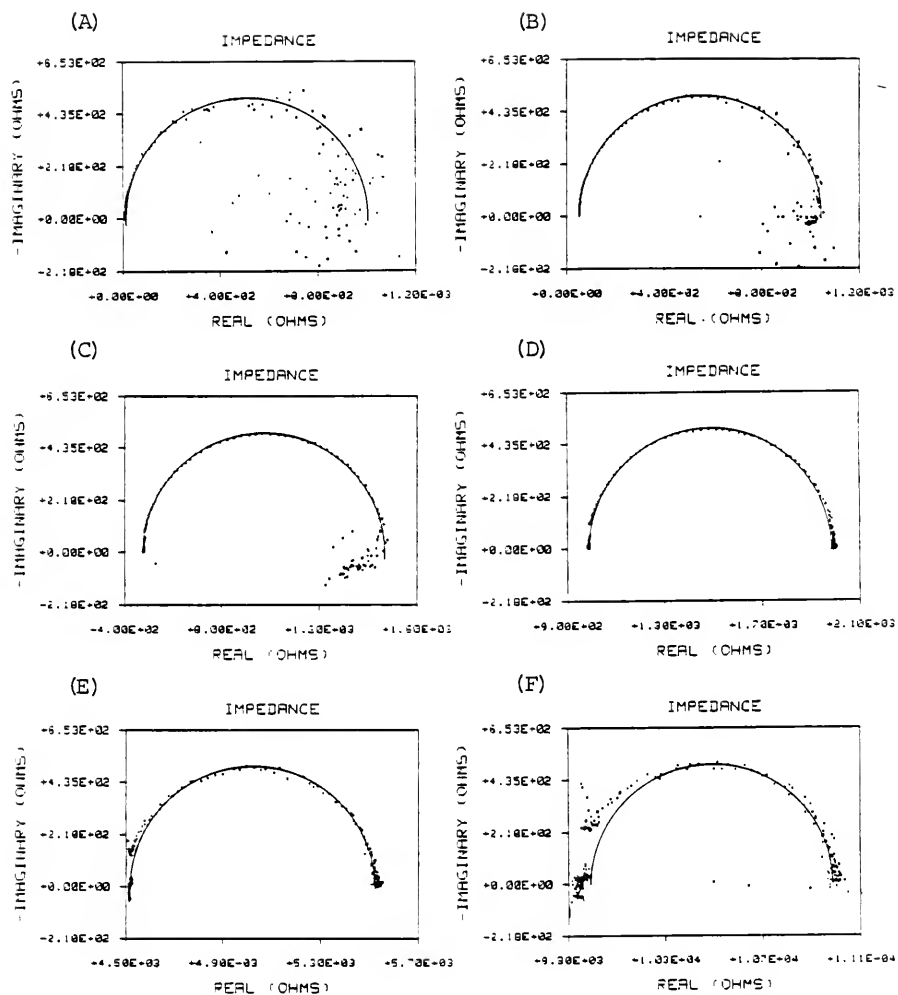 (A)
IMPEDANCE
-IMAGINARY (OHMS)
+6.53E+02
+4.35E+02
+2.18E+02
+0.00E+00
-2.18E+02
+0.00E+00 +4.00E+02 +8.00E+02 +1.20E+03
REAL (OHMS)
(B)
IMPEDANCE
-IMAGINARY (OHMS)
+6.53E+02
+4.35E+02
+2.18E+02
+0.00E+00
-2.18E+02
+0.00E+00 +4.00E+02 +8.00E+02 +1.20E+03
REAL (OHMS)
(C)
IMPEDANCE
-IMAGINARY (OHMS)
+6.53E+02
+4.35E+02
+2.18E+02
+0.00E+00
-2.18E+02
+4.00E+02 +8.00E+02 +1.20E+03 +1.60E+03
REAL (OHMS)
(D)
IMPEDANCE
-IMAGINARY (OHMS)
+6.53E+02
+4.35E+02
+2.18E+02
+0.00E+00
-2.18E+02
+9.00E+02 +1.30E+03 +1.70E+03 +2.10E+03
REAL (OHMS)
(E)
IMPEDANCE
-IMAGINARY (OHMS)
+6.53E+02
+4.35E+02
+2.18E+02
+0.00E+00
-2.18E+02
+4.50E+03 +4.90E+03 +5.30E+03 +5.70E+03
REAL (OHMS)
(F)
IMPEDANCE
-IMAGINARY (OHMS)
+6.53E+02
+4.35E+02
+2.18E+02
+0.00E+00
-2.18E+02
+9.90E+03 +1.03E+04 +1.07E+04 +1.11E+04
REAL (OHMS)